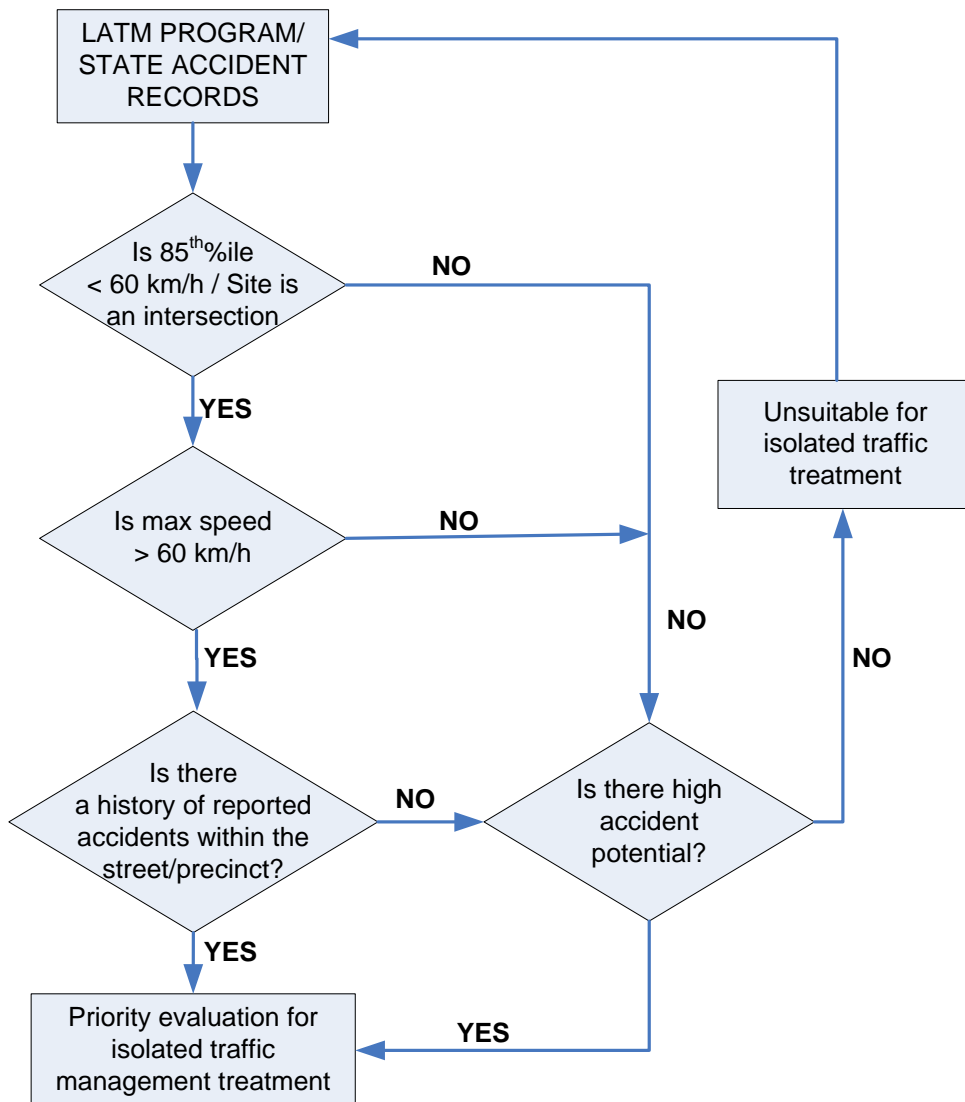 LATM PROGRAM/
STATE ACCIDENT
RECORDS
Is 85th%ile
< 60 km/h / Site is
an intersection
NO
YES
Unsuitable for
isolated traffic
treatment
Is max speed
> 60 km/h
NO
NO
YES
NO
Is there
a history of reported
accidents within the
street/precinct?
NO
Is there high
accident
potential?
YES
YES
Priority evaluation for
isolated traffic
management treatment